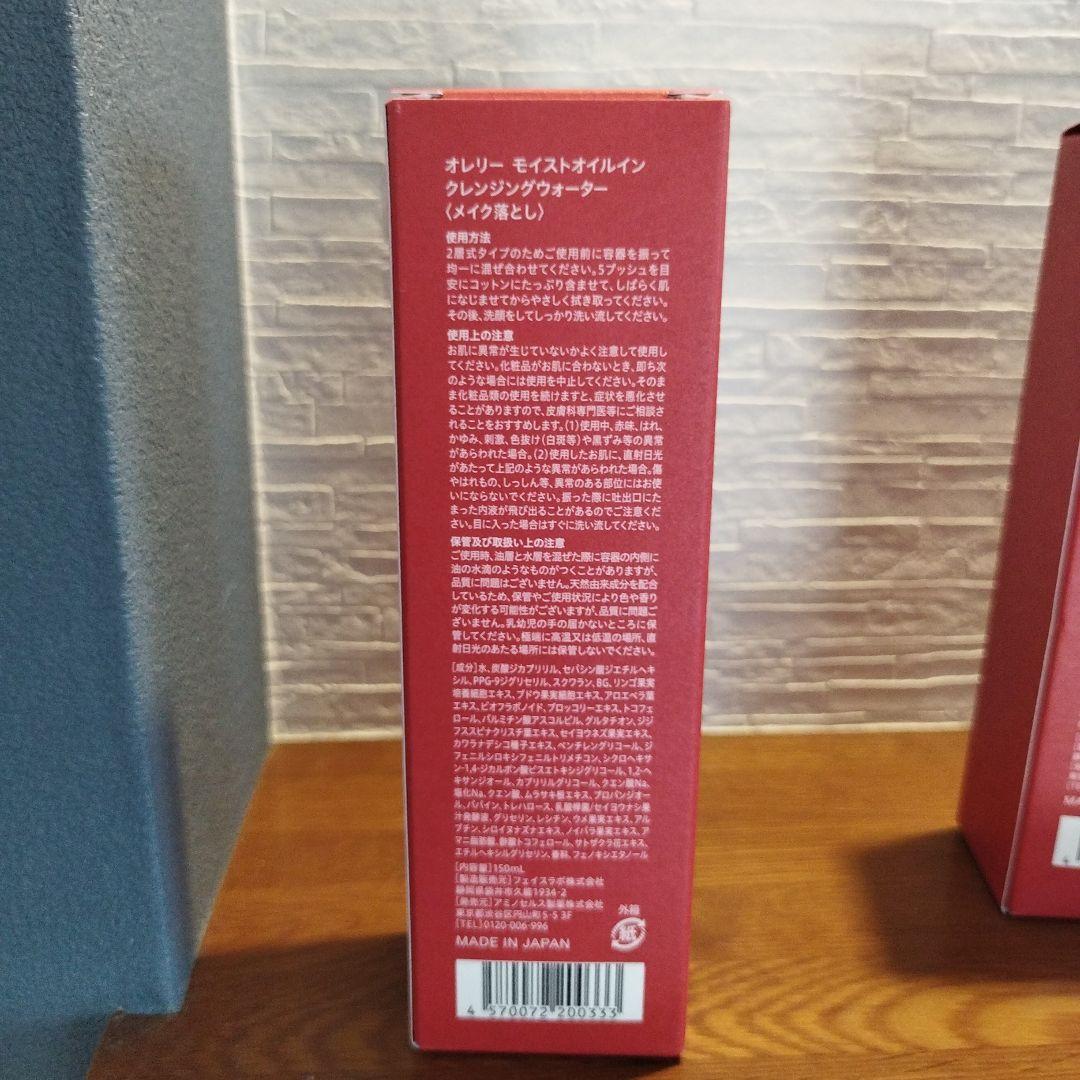 オレリー モイストオイルイン
クレンジングウォーター
〈メイク落とし〉
使用方法
2層式タイプのためご使用前に容器を振って
均一に混ぜ合わせてください。5プッシュを目
安にコットンにたっぷり含ませて、しばらく肌
になじませてからやさしく拭き取ってください。
その後、洗顔をしてしっかり洗い流してください。
使用上の注意
お肌に異常が生じていないかよく注意して使用し
てください。化粧品がお肌に合わないとき、即ち次
のような場合には使用を中止してください。そのま
ま化粧品類の使用を続けますと、症状を悪化させ
ることがありますので、皮膚科専門医等にご相談さ
れることをおすすめします。(1)使用中、赤味、はれ、
かゆみ、刺激、色抜け(白斑等)や黒ずみ等の異常
があらわれた場合。(2)使用したお肌に、直射日光
があたって上記のような異常があらわれた場合。傷
やはれもの、しっしん等、異常のある部位にはお使
いにならないでください。振った際に吐出口にた
まった内液が飛び出ることがあるのでご注意くだ
さい。目に入った場合はすぐに洗い流してください。
保管及び取扱い上の注意
ご使用時、油層と水層を混ぜた際に容器の内側に
油の水滴のようなものがつくことがありますが、
品質に問題はございません。天然由来成分を配合
しているため、保管やご使用状況により色や香り
が変化する可能性がございますが、品質に問題ご
ざいません。乳幼児の手の届かないところに保
管してください。極端に高温又は低温の場所、直
射日光のあたる場所には保管しないでください。
[成分]水、炭酸ジカプリリル、セバシン酸ジエチルヘキ
シル、PPG-9ジグリセリル、スクワラン、BG、リンゴ果実
培養細胞エキス、ブドウ果実細胞エキス、アロエベラ葉
エキス、ビオフラボノイド、ブロッコリーエキス、トコフェ
ロール、パルミチン酸アスコルビル、グルタチオン、ジジ
フススピナクリスチ葉エキス、セイヨウネズ果実エキス、
カワラナデシコ種子エキス、ペンチレングリコール、ジ
フェニルシロキシフェニルトリメチコン、シクロヘキサ
ン-1,4-ジカルボン酸ビスエトキシジグリコール、1,2-ヘ
キサンジオール、カプリリルグリコール、クエン酸Na、
塩化Na、クエン酸、ムラサキ根エキス、プロパンジオー
ル、パパイン、トレハロース、乳酸桿菌/セイヨウナシ果
汁発酵液、グリセリン、レシチン、ウメ果実エキス、アル
ブチン、シロイヌナズナエキス、ノイバラ果実エキス、ア
マニ脂肪酸、酢酸トコフェロール、サトザクラ花エキス、
エチルヘキシルグリセリン、香料、フェノキシエタノール
[内容量]150mL
[製造販売元]フェイスラボ株式会社
静岡県袋井市久能1934-2
[発売元]アミノセルス製薬株式会社
東京都渋谷区円山町5-5 3F
[TEL]0120-006-996
MADE IN JAPAN
外箱
紙
4 570072 200333